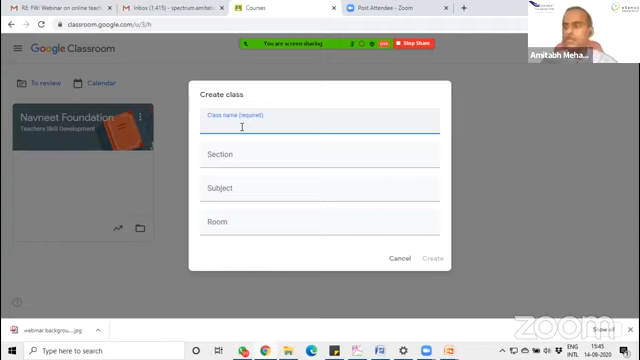 RE: FW: Webinar on online teac
Inbox (1,415) - spectrum.amitabh
Courses
Post Attendee - Zoom
classroom.google.com/u/3/h
You are screen sharing
LIVE
Stop Share
Amitabh Meha...
Google Classroom
To review
Calendar
Navneet Foundation
Teachers Skill Development
Create class
Class name (required)
Section
Subject
Room
Cancel
Create
webinar backgrou....jpg
Show all
zoom
Type here to search
ENG
INTL
15:45
14-09-2020